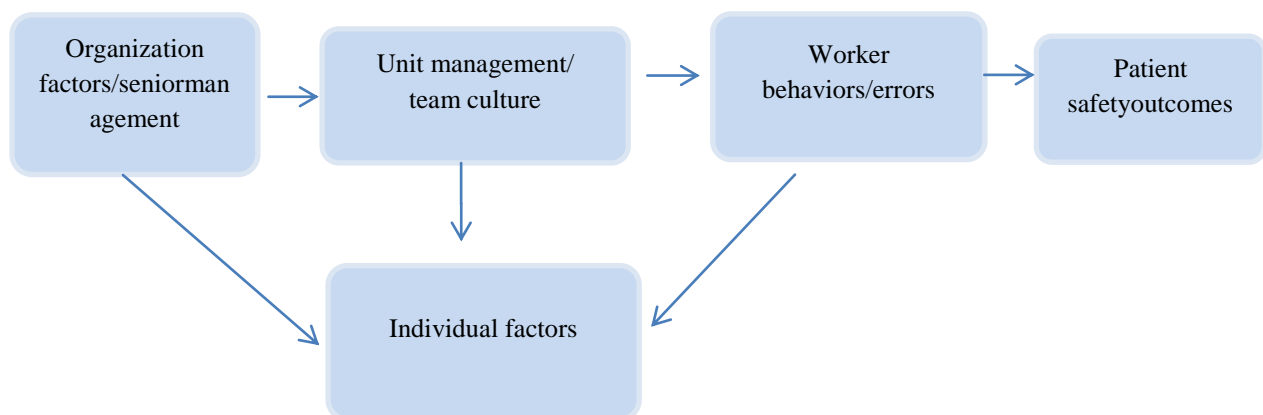 Organization
factors/seniorman
agement
Unit management/
team culture
Worker
behaviors/errors
Patient
safetyoutcomes
Individual factors